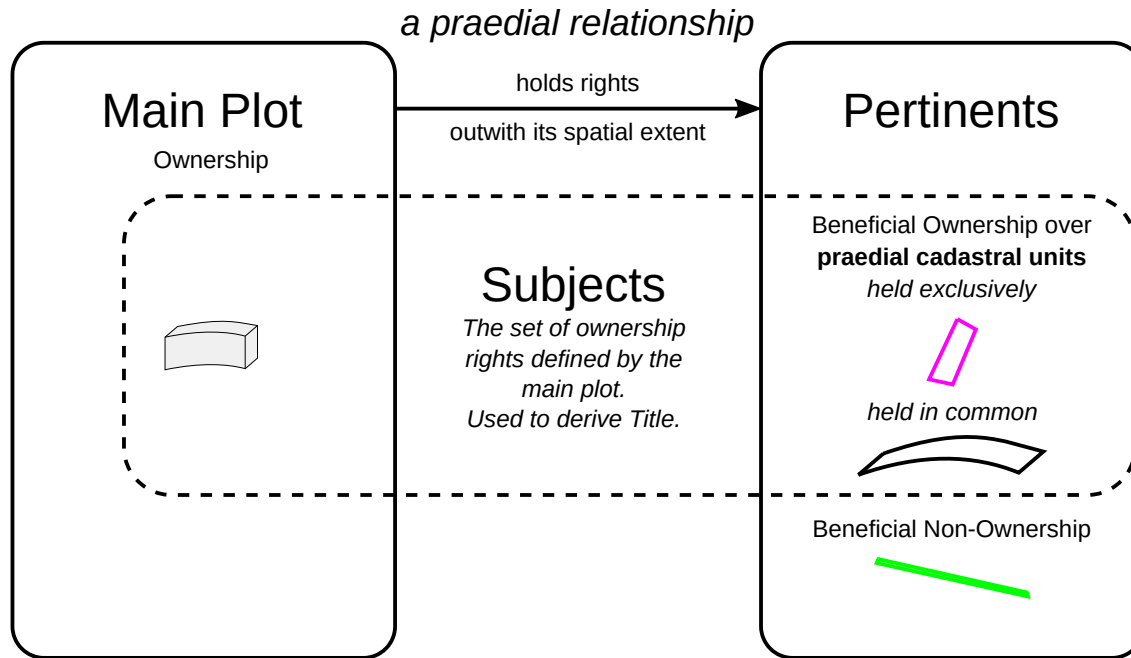 a praedial relationship
Main Plot
Ownership
holds rights
outwith its spatial extent
Pertinents
Subjects
The set of ownership
rights defined by the
main plot.
Used to derive Title.
Beneficial Ownership over
praedial cadastral units
held exclusively
held in common
Beneficial Non-Ownership